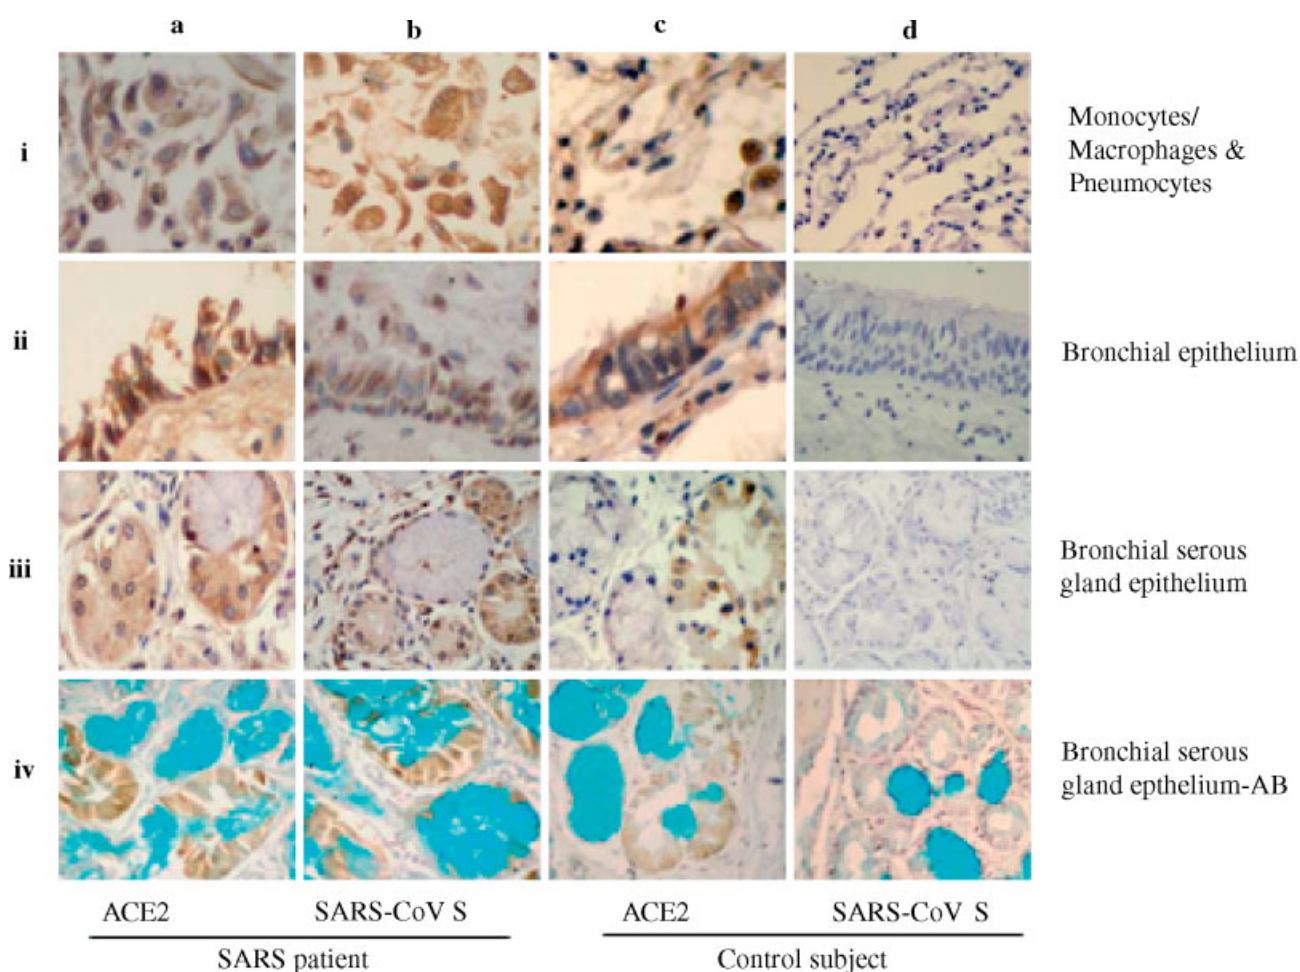 a b c d
i
Monocytes/
Macrophages &
Pneumocytes
ii
Bronchial epithelium
iii
Bronchial serous
gland epithelium
iv
Bronchial serous
gland epthelium-AB
ACE2 SARS-CoV S ACE2 SARS-CoV S
SARS patient Control subject